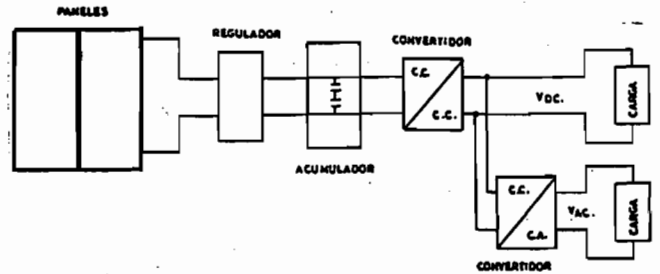 PANELES
REGULADOR
ACUMULADOR
CONVERTIDOR
C.C.
C.C.
VDC.
CARGA
C.C.
C.A.
VAC.
CARGA
CONVERTIDOR